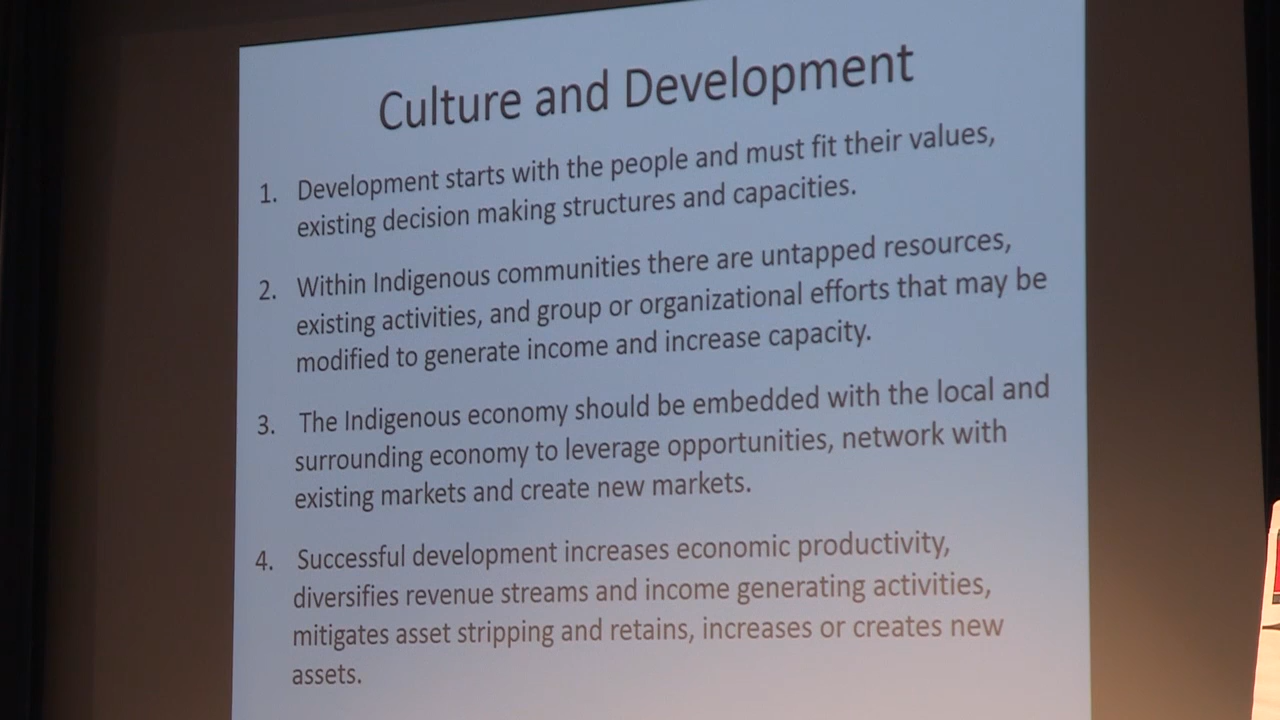 Culture and Development
1. Development starts with the people and must fit their values,
existing decision making structures and capacities.
2. Within Indigenous communities there are untapped resources,
existing activities, and group or organizational efforts that may be
modified to generate income and increase capacity.
3. The Indigenous economy should be embedded with the local and
surrounding economy to leverage opportunities, network with
existing markets and create new markets.
4. Successful development increases economic productivity,
diversifies revenue streams and income generating activities,
mitigates asset stripping and retains, increases or creates new
assets.